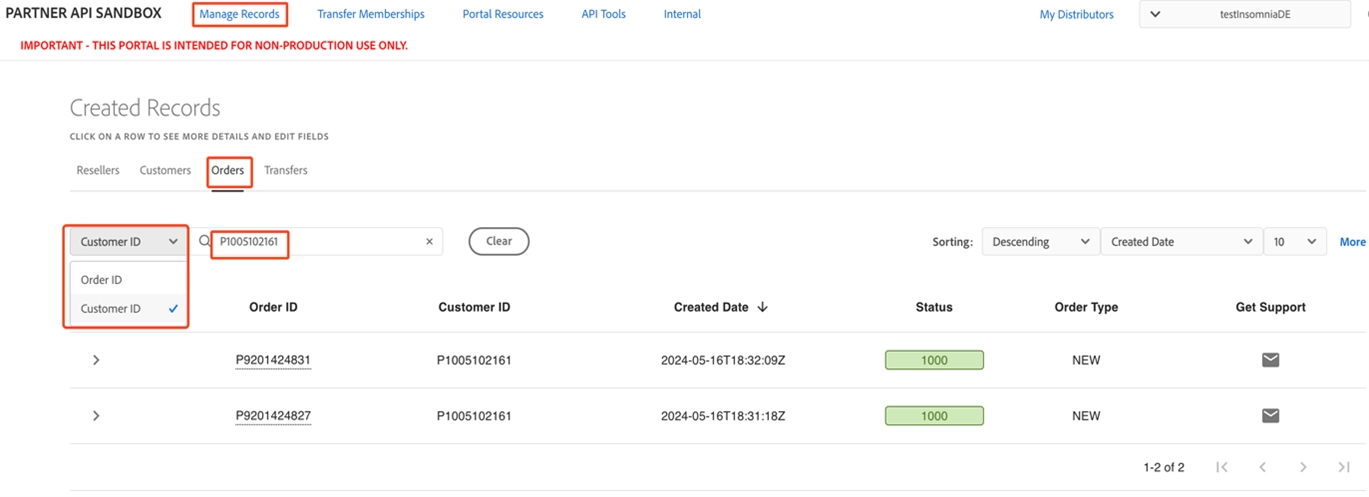 PARTNER API SANDBOX Manage Records Transfer Memberships Portal Resources API Tools Internal My Distributors testInsomniaDE
IMPORTANT - THIS PORTAL IS INTENDED FOR NON-PRODUCTION USE ONLY.
Created Records
CLICK ON A ROW TO SEE MORE DETAILS AND EDIT FIELDS
Resellers Customers Orders Transfers
Customer ID P1005102161 × Clear Sorting: Descending Created Date 10 More
Order ID
Customer ID ✓
Order ID Customer ID Created Date ↓ Status Order Type Get Support
P9201424831 P1005102161 2024-05-16T18:32:09Z 1000 NEW
P9201424827 P1005102161 2024-05-16T18:31:18Z 1000 NEW
1-2 of 2